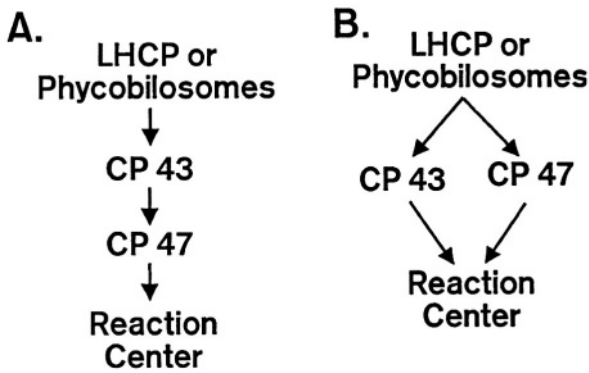 A.
LHCP or
Phycobilosomes
CP 43
CP 47
Reaction
Center
B.
LHCP or
Phycobilosomes
CP 43
CP 47
Reaction
Center